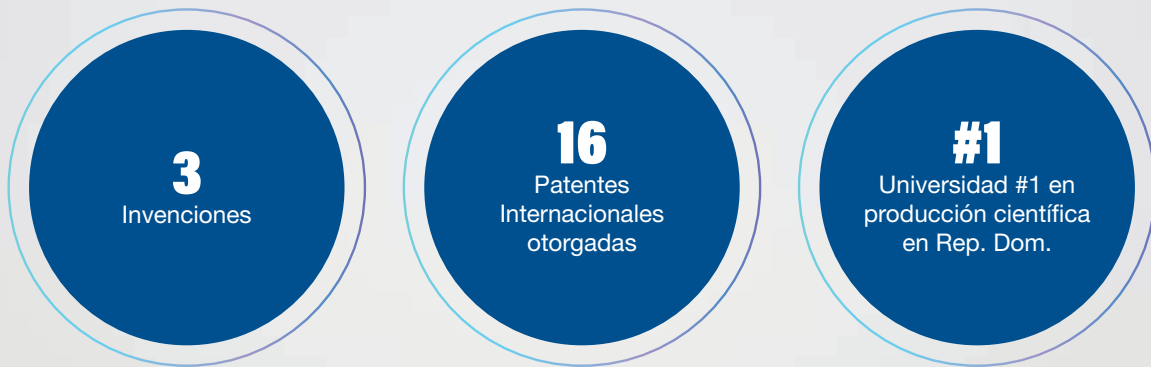 3
Invenciones
16
Patentes
Internacionales
otorgadas
#1
Universidad #1 en
producción científica
en Rep. Dom.